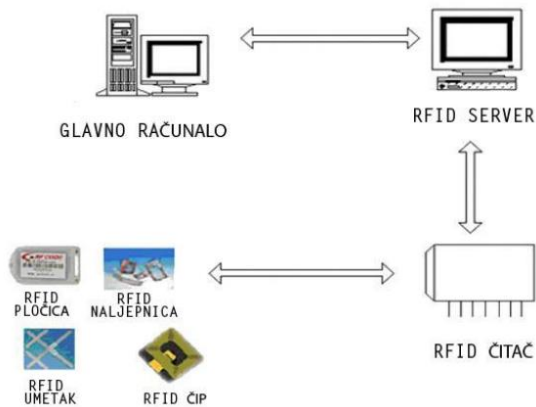 GLAVNO RAČUNALO
RFID SERVER
RFID
PLOČICA
RFID
NALJEPNICA
RFID
UMETAK
RFID ČIP
RFID ČITAČ